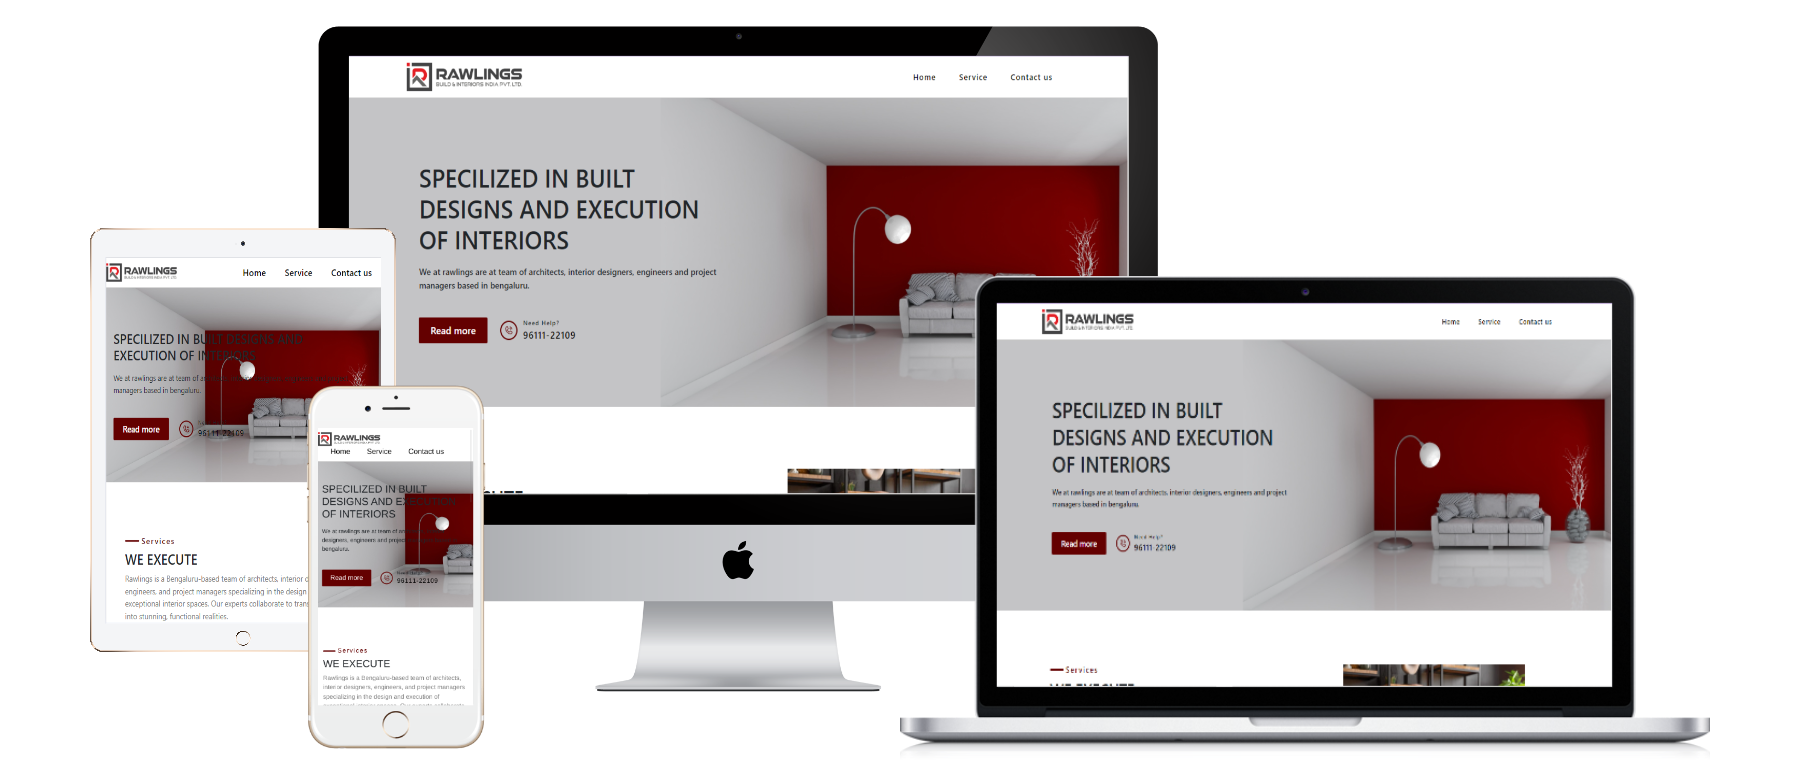 RAWLINGS
BUILD & INTERIORS INDIA PVT. LTD.
Home Service Contact us
SPECILIZED IN BUILT
DESIGNS AND EXECUTION
OF INTERIORS
We at rawlings are at team of architects, interior designers, engineers and project
managers based in bengaluru.
Read more
Need Help?
96111-22109
RAWLINGS
BUILD & INTERIORS INDIA PVT. LTD.
Home Service Contact us
SPECILIZED IN BUILT DESIGNS AND
EXECUTION OF INTERIORS
We at rawlings are at team of
managers based in bengaluru.
Read more
96111-22109
Services
WE EXECUTE
Rawlings is a Bengaluru-based team of architects, interior
engineers, and project managers specializing in the design
exceptional interior spaces. Our experts collaborate to
into stunning, functional realities.
RAWLINGS
Home Service Contact us
SPECILIZED IN BUILT
DESIGNS AND EXECUTION
OF INTERIORS
We at rawlings are at team of
designers, engineers and project
bengaluru.
Read more
96111-22109
Services
WE EXECUTE
Rawlings is a Bengaluru-based team of architects,
interior designers, engineers, and project managers
specializing in the design and execution of
RAWLINGS
BUILD & INTERIORS INDIA PVT. LTD.
Home Service Contact us
SPECILIZED IN BUILT
DESIGNS AND EXECUTION
OF INTERIORS
We at rawlings are at team of architects, interior designers, engineers and project
managers based in bengaluru.
Read more
Need Help?
96111-22109
Services